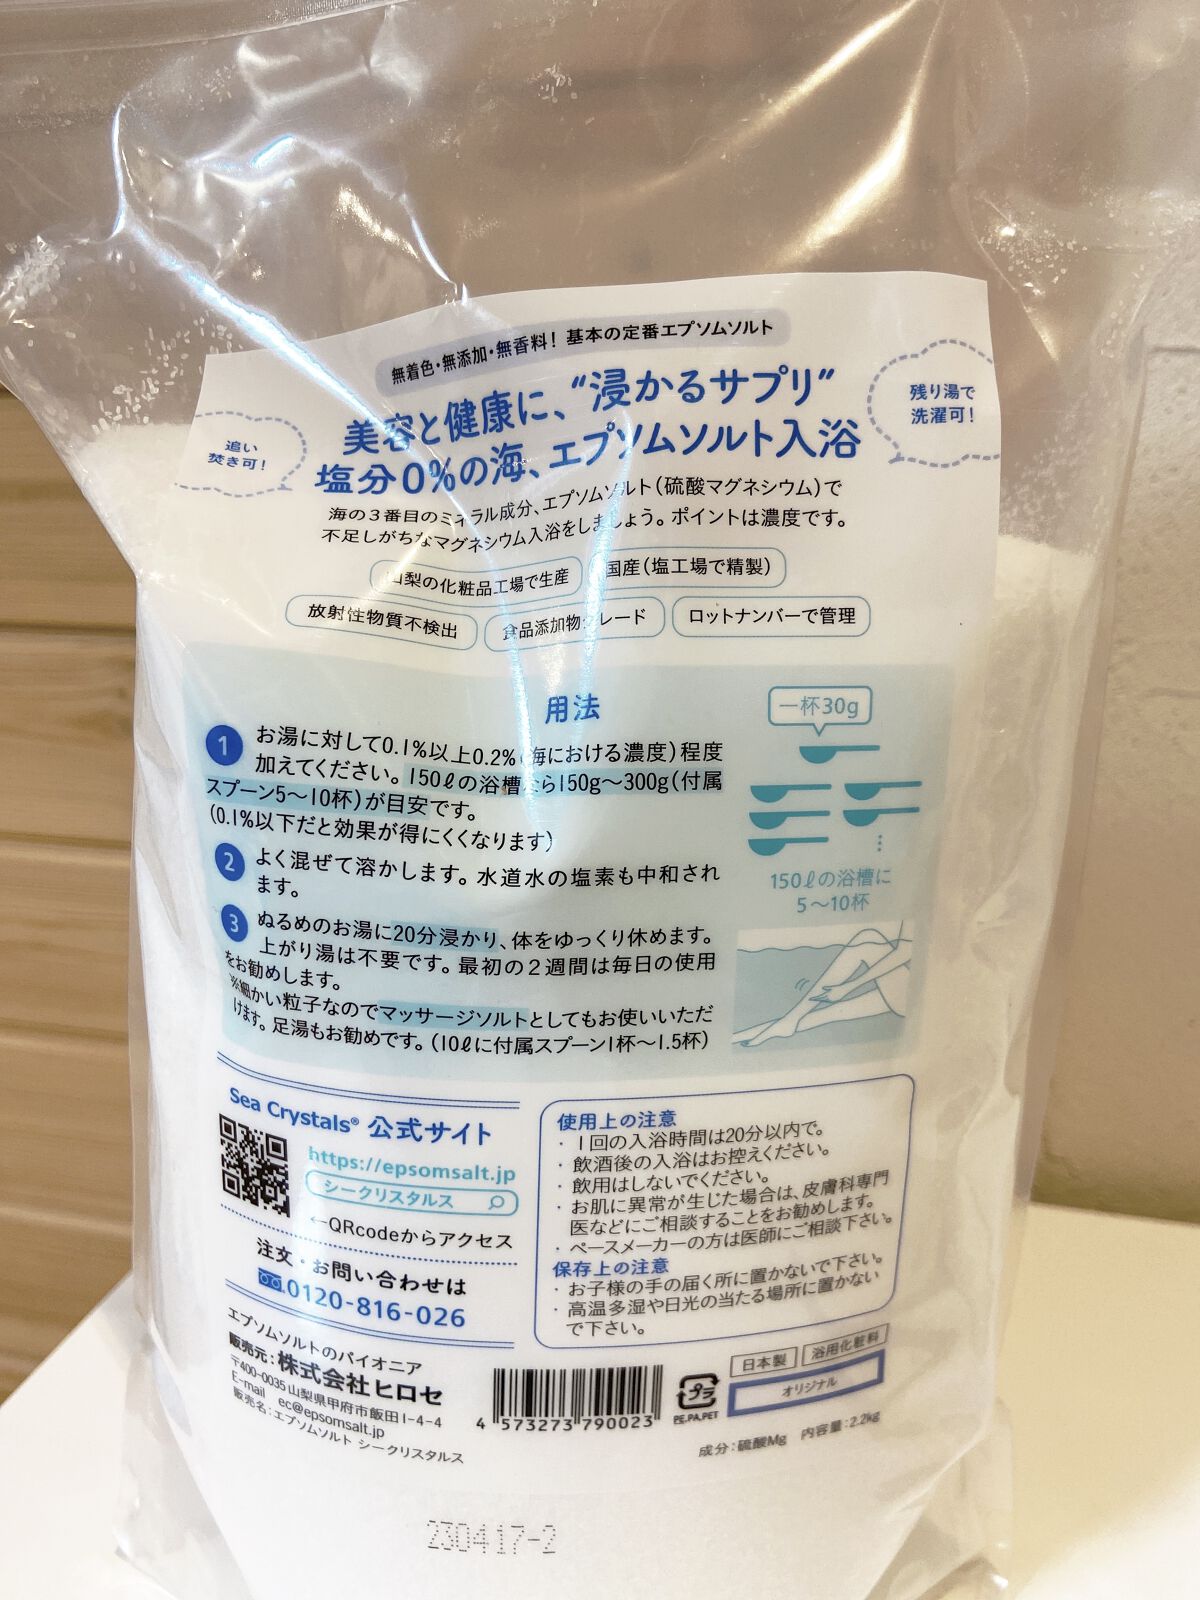 無着色・無添加・無香料！ 基本の定番エプソムソルト
美容と健康に、“浸かるサプリ”
塩分0％の海、エプソムソルト入浴
追い
焚き可！
残り湯で
洗濯可！
海の3番目のミネラル成分、エプソムソルト（硫酸マグネシウム）で
不足しがちなマグネシウム入浴をしましょう。ポイントは濃度です。
山梨の化粧品工場で生産
国産（塩工場で精製）
放射性物質不検出
食品添加物グレード
ロットナンバーで管理
用法
1 お湯に対して0.1％以上0.2％（海における濃度）程度
加えてください。150ℓの浴槽なら150g～300g（付属
スプーン5～10杯）が目安です。
（0.1％以下だと効果が得にくくなります）
2 よく混ぜて溶かします。水道水の塩素も中和され
ます。
3 ぬるめのお湯に20分浸かり、体をゆっくり休めます。
上がり湯は不要です。最初の2週間は毎日の使用
をお勧めします。
※細かい粒子なのでマッサージソルトとしてもお使いいただ
けます。足湯もお勧めです。（10ℓに付属スプーン1杯～1.5杯）
一杯30g
150ℓの浴槽に
5～10杯
Sea Crystals® 公式サイト
https://epsomsalt.jp
シークリスタルス
←QRcodeからアクセス
注文・お問い合わせは
0120-816-026
エプソムソルトのパイオニア
販売元：株式会社ヒロセ
〒400-0035 山梨県甲府市飯田1-4-4
E-mail ec@epsomsalt.jp
販売名：エプソムソルト シークリスタルス
使用上の注意
・1回の入浴時間は20分以内で。
・飲酒後の入浴はお控えください。
・飲用はしないでください。
・お肌に異常が生じた場合は、皮膚科専門
医などにご相談することをお勧めします。
・ペースメーカーの方は医師にご相談下さい。
保存上の注意
・お子様の手の届く所に置かないで下さい。
・高温多湿や日光の当たる場所に置かない
で下さい。
4 573273 790023
プラ
PE,PA,PET
日本製
浴用化粧料
オリジナル
成分：硫酸Mg 内容量：2.2kg
230417-2